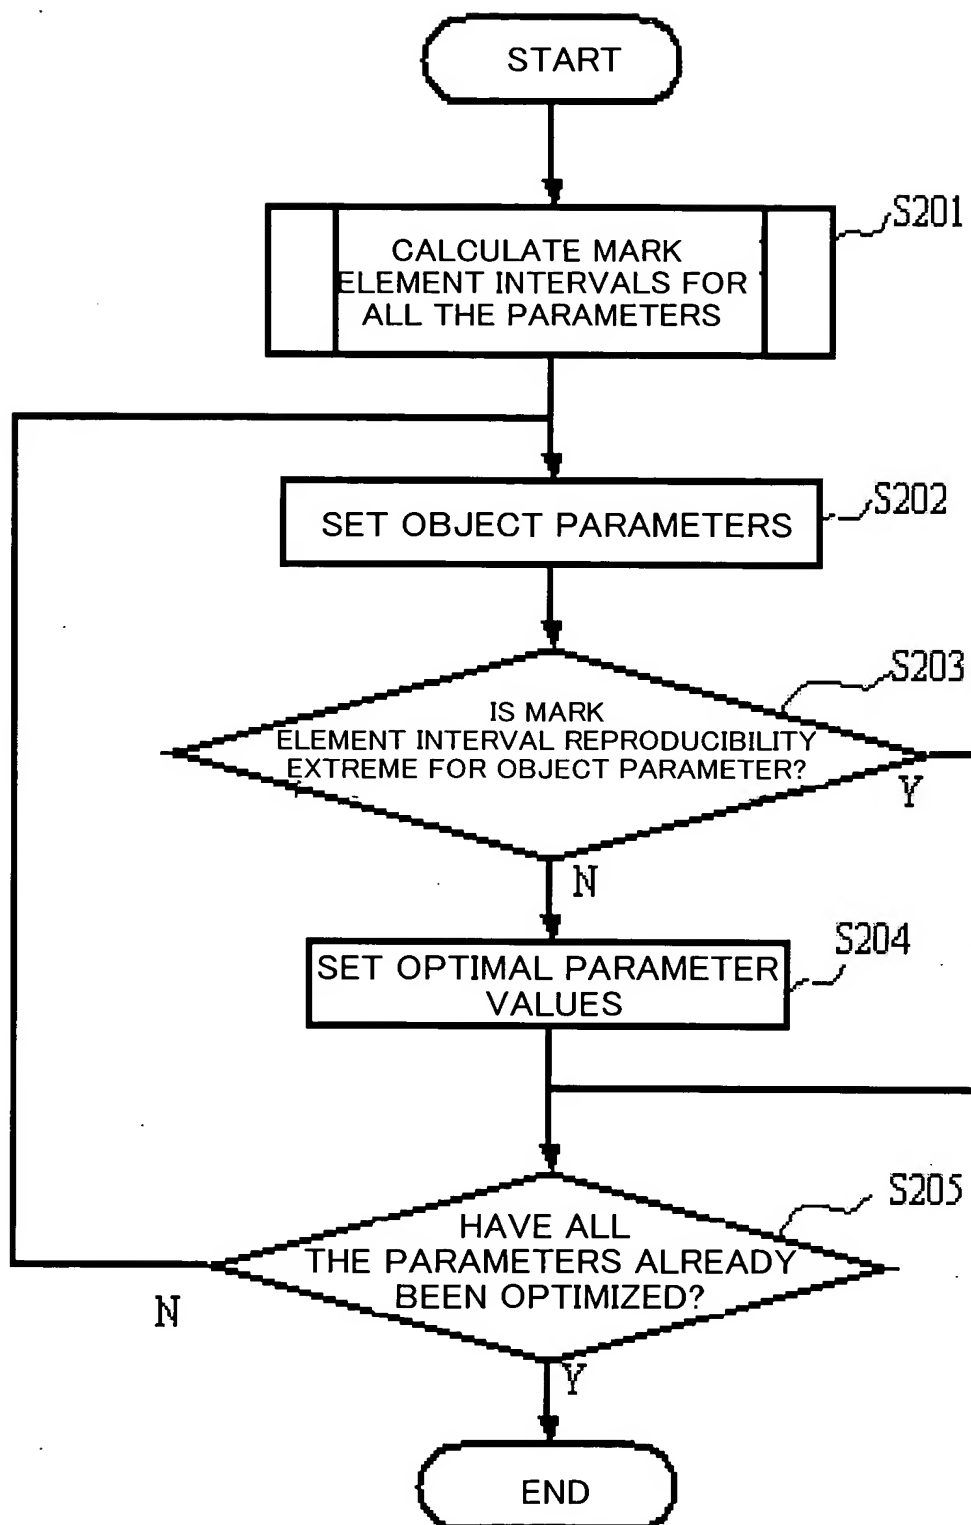 START
S201
CALCULATE MARK
ELEMENT INTERVALS FOR
ALL THE PARAMETERS
S202
SET OBJECT PARAMETERS
S203
IS MARK
ELEMENT INTERVAL REPRODUCIBILITY
EXTREME FOR OBJECT PARAMETER?
Y
N
S204
SET OPTIMAL PARAMETER
VALUES
S205
HAVE ALL
THE PARAMETERS ALREADY
BEEN OPTIMIZED?
N
Y
END